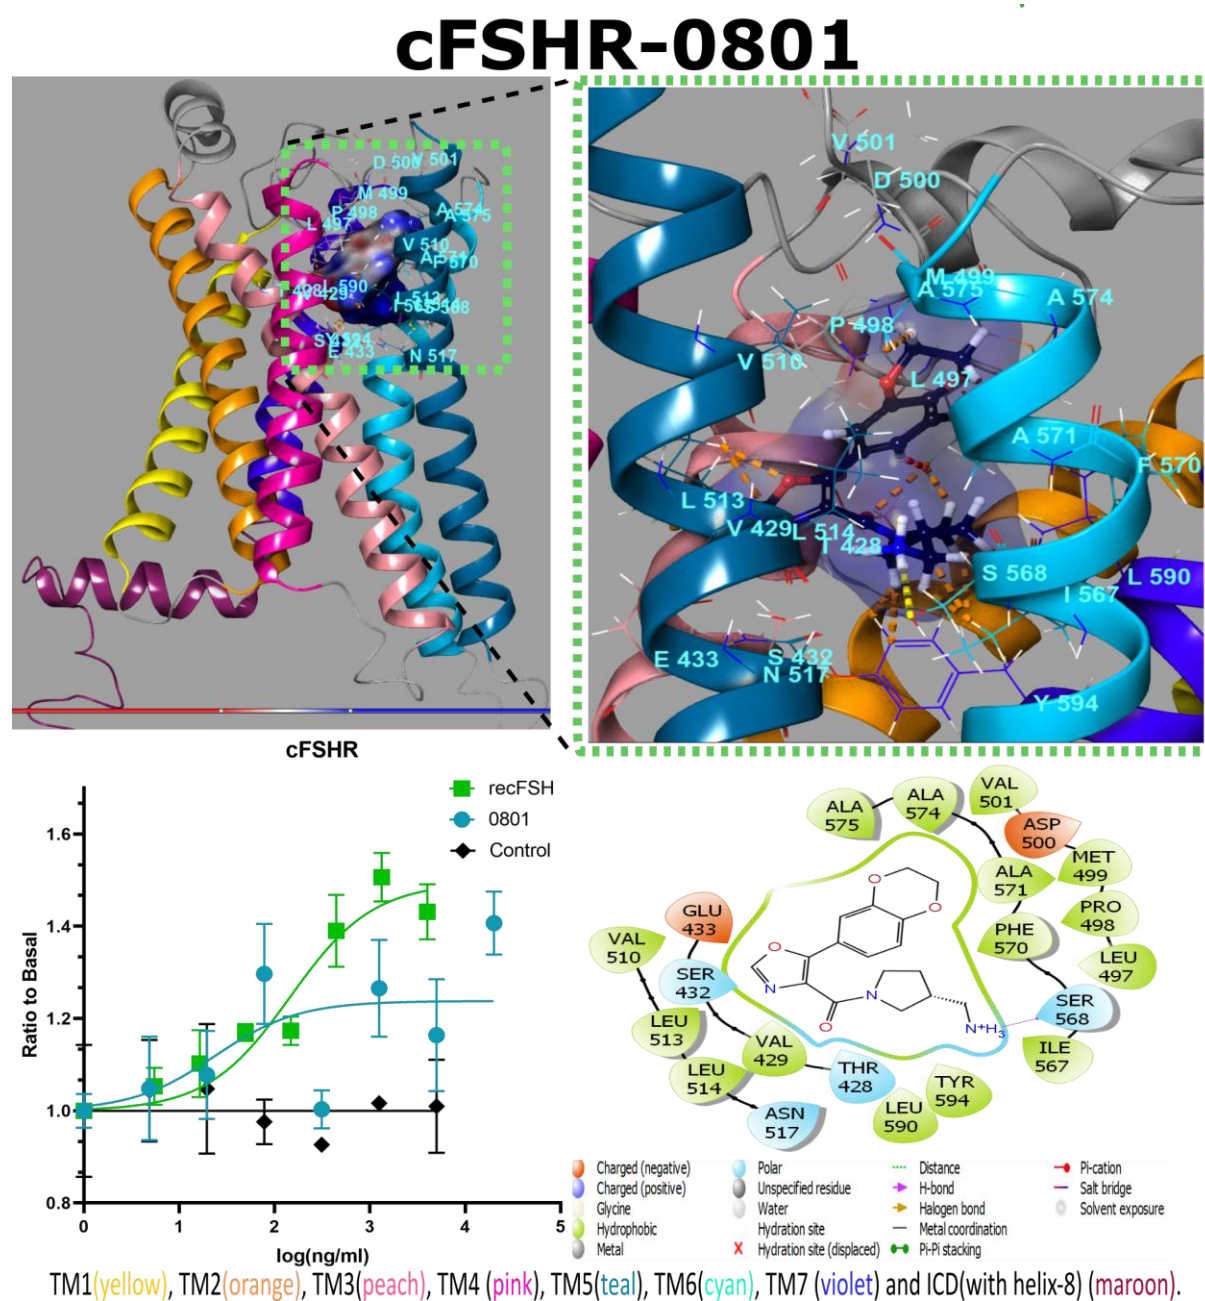 cFSHR-0801
D 500
V 501
M 499
P 498
L 497
A 574
A 575
V 510
A 571
F 570
L 590
V 429
L 513
S 568
E 433
N 517
V 501
D 500
M 499
A 575
A 574
P 498
V 510
L 497
A 571
F 570
L 513
V 429
L 514
T 428
S 568
L 590
I 567
E 433
S 432
N 517
Y 594
cFSHR
recFSH
0801
Control
Ratio to Basal
1.6
1.4
1.2
1.0
0.8
0 1 2 3 4 5
log(ng/ml)
VAL 501
ALA 574
ALA 575
ASP 500
MET 499
ALA 571
PRO 498
PHE 570
LEU 497
GLU 433
VAL 510
SER 432
SER 568
LEU 513
VAL 429
ILE 567
LEU 514
THR 428
TYR 594
LEU 590
ASN 517
O
O
O
N
N
O
N⁺H₃
Charged (negative)
Charged (positive)
Glycine
Hydrophobic
Metal
Polar
Unspecified residue
Water
Hydration site
Hydration site (displaced)
Distance
H-bond
Halogen bond
Metal coordination
Pi-Pi stacking
Pi-cation
Salt bridge
Solvent exposure
TM1(yellow), TM2(orange), TM3(peach), TM4 (pink), TM5(teal), TM6(cyan), TM7 (violet) and ICD(with helix-8) (maroon).